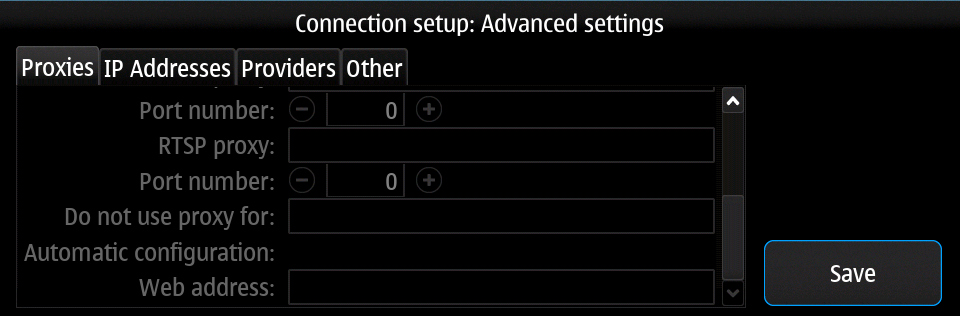 Connection setup: Advanced settings
Proxies IP Addresses Providers Other
Port number: 0
RTSP proxy:
Port number: 0
Do not use proxy for:
Automatic configuration:
Web address:
Save